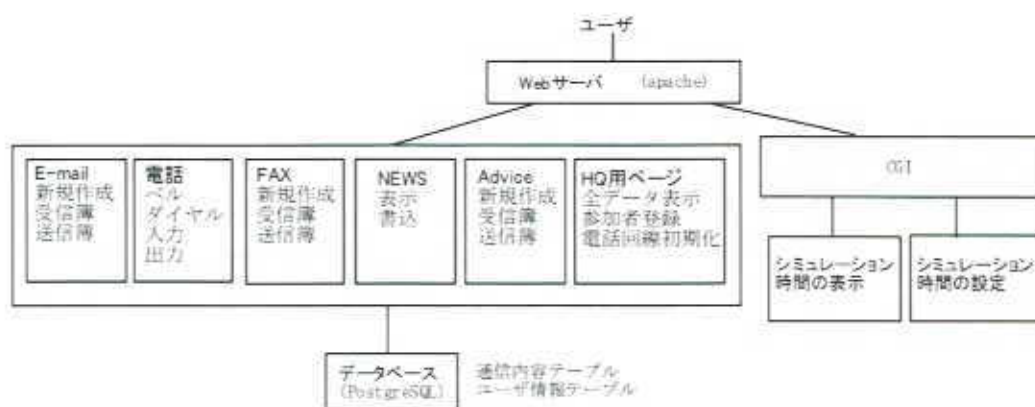 ユーザ
Webサーバ (apache)
E-mail
新規作成
受信簿
送信簿
電話
ベル
ダイヤル
入力
出力
FAX
新規作成
受信簿
送信簿
NEWS
表示
書込
Advice
新規作成
受信簿
送信簿
HQ用ページ
全データ表示
参加者登録
電話回線初期化
CGI
シミュレーション
時間の表示
シミュレーション
時間の設定
データベース
(PostgreSQL)
通信内容テーブル
ユーザ情報テーブル